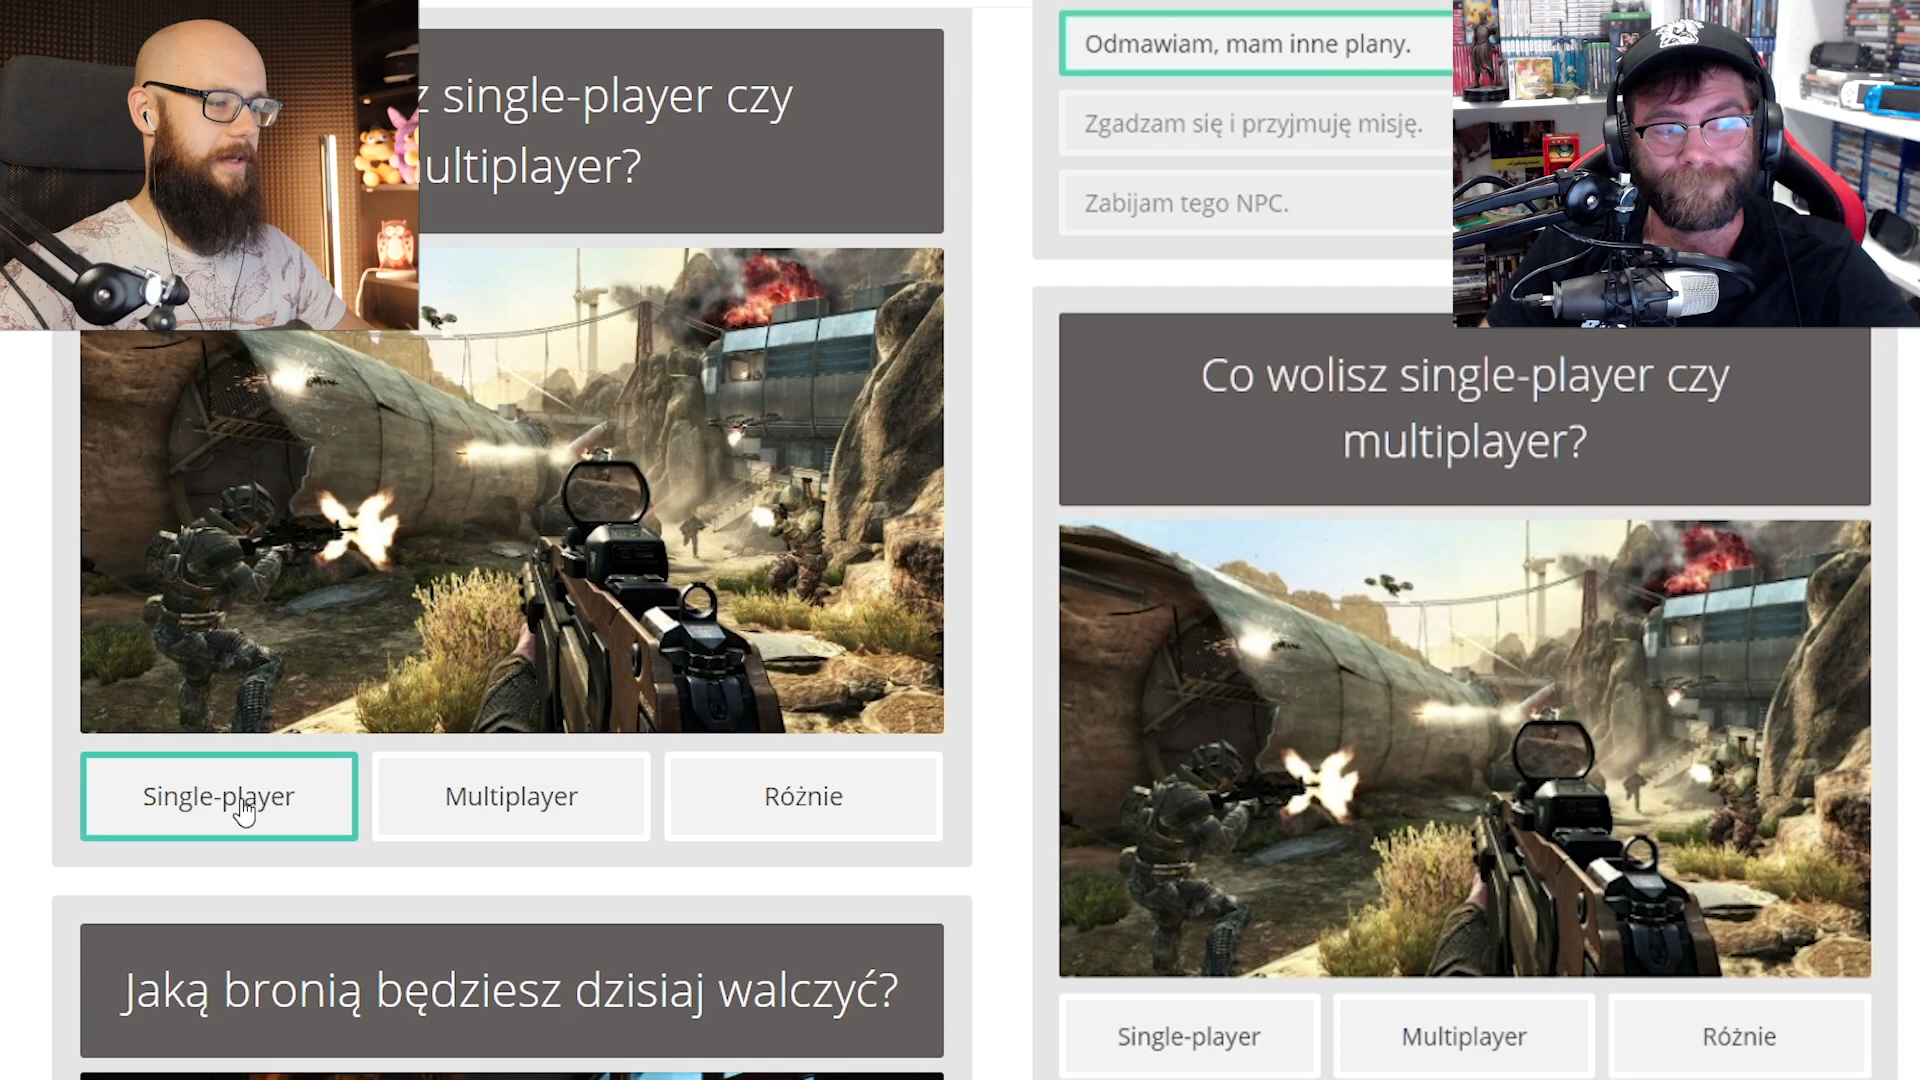 z single-player czy
ultiplayer?
Single-player
Multiplayer
Różnie
Jaką bronią będziesz dzisiaj walczyć?
Odmawiam, mam inne plany.
Zgadzam się i przyjmuję misję.
Zabijam tego NPC.
Co wolisz single-player czy
multiplayer?
Single-player
Multiplayer
Różnie